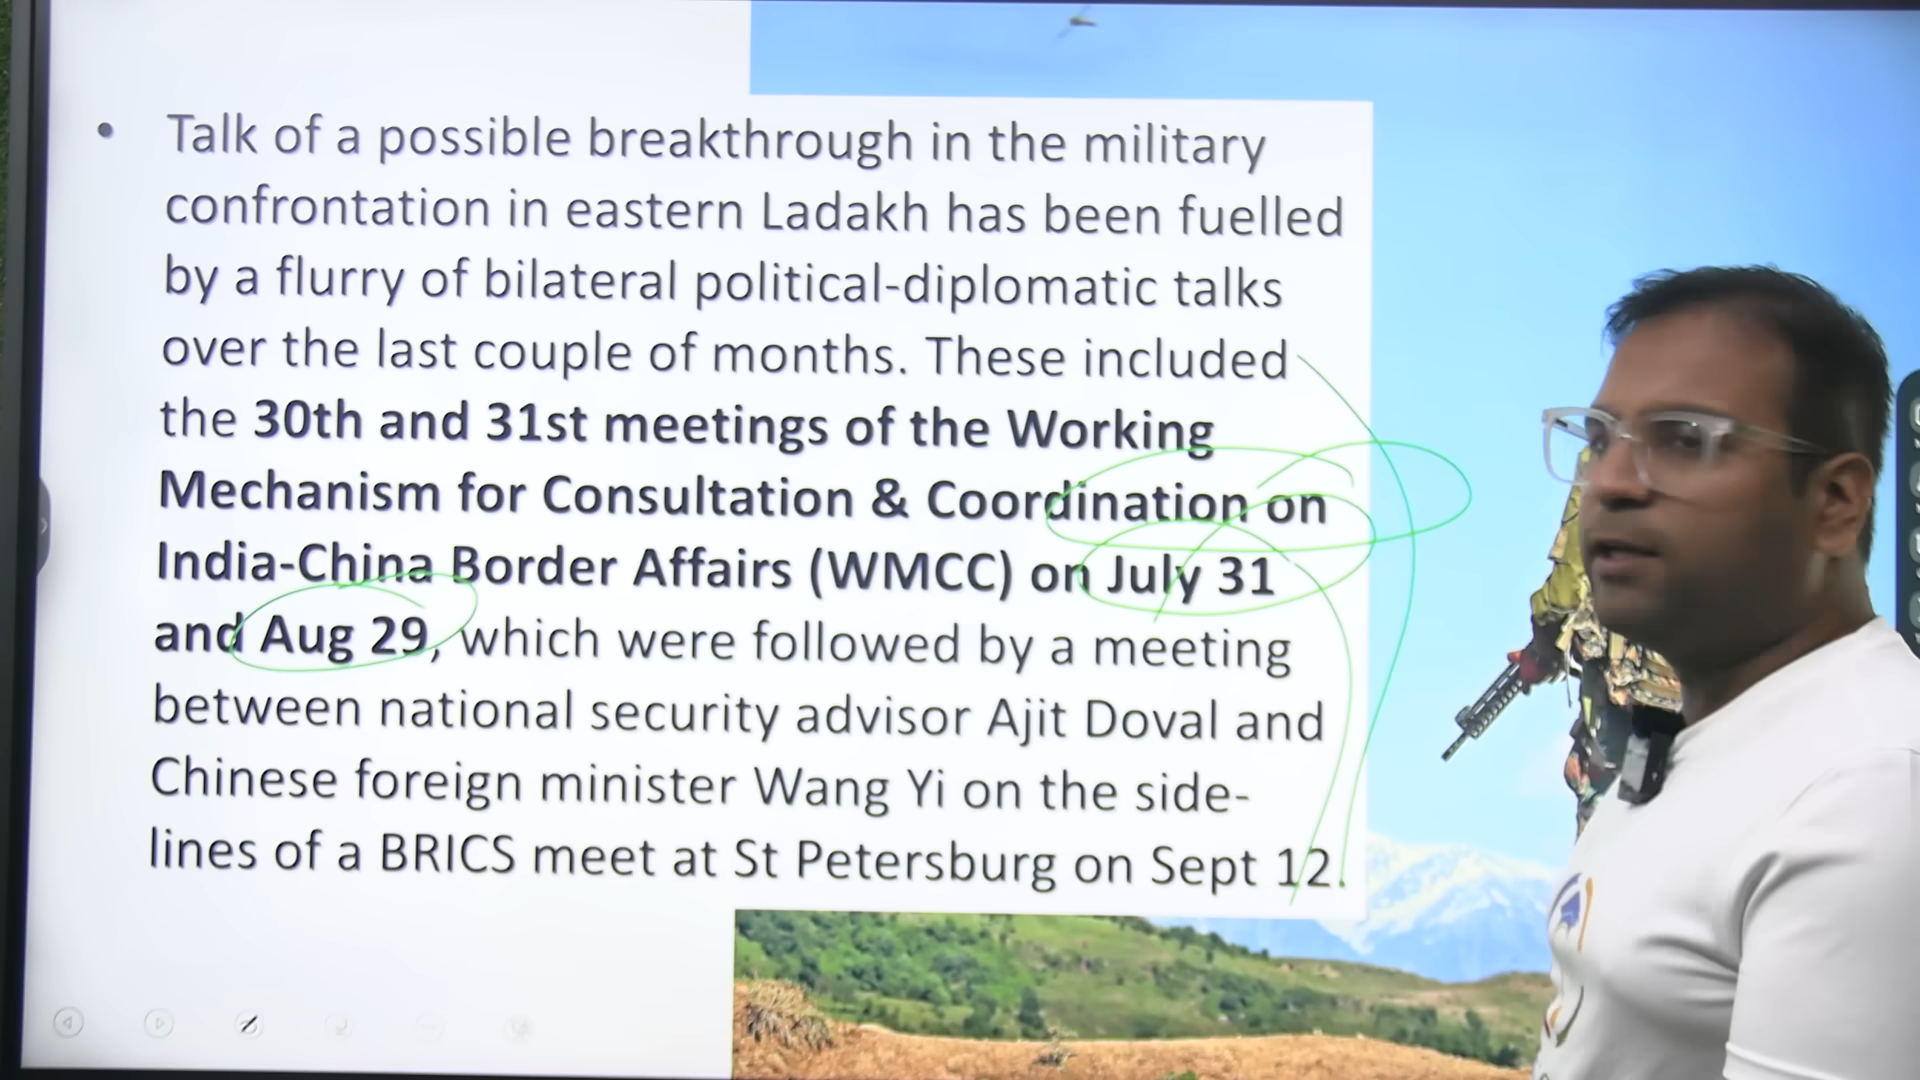 • Talk of a possible breakthrough in the military
confrontation in eastern Ladakh has been fuelled
by a flurry of bilateral political-diplomatic talks
over the last couple of months. These included
the 30th and 31st meetings of the Working
Mechanism for Consultation & Coordination on
India-China Border Affairs (WMCC) on July 31
and Aug 29, which were followed by a meeting
between national security advisor Ajit Doval and
Chinese foreign minister Wang Yi on the side-
lines of a BRICS meet at St Petersburg on Sept 12.